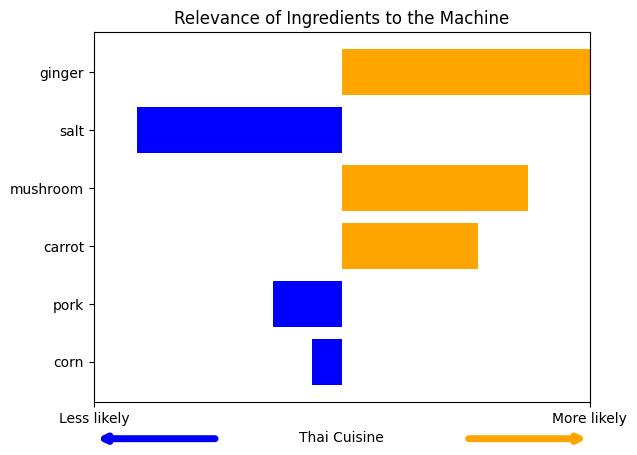 Relevance of Ingredients to the Machine
ginger
salt
mushroom
carrot
pork
corn
Less likely
More likely
Thai Cuisine